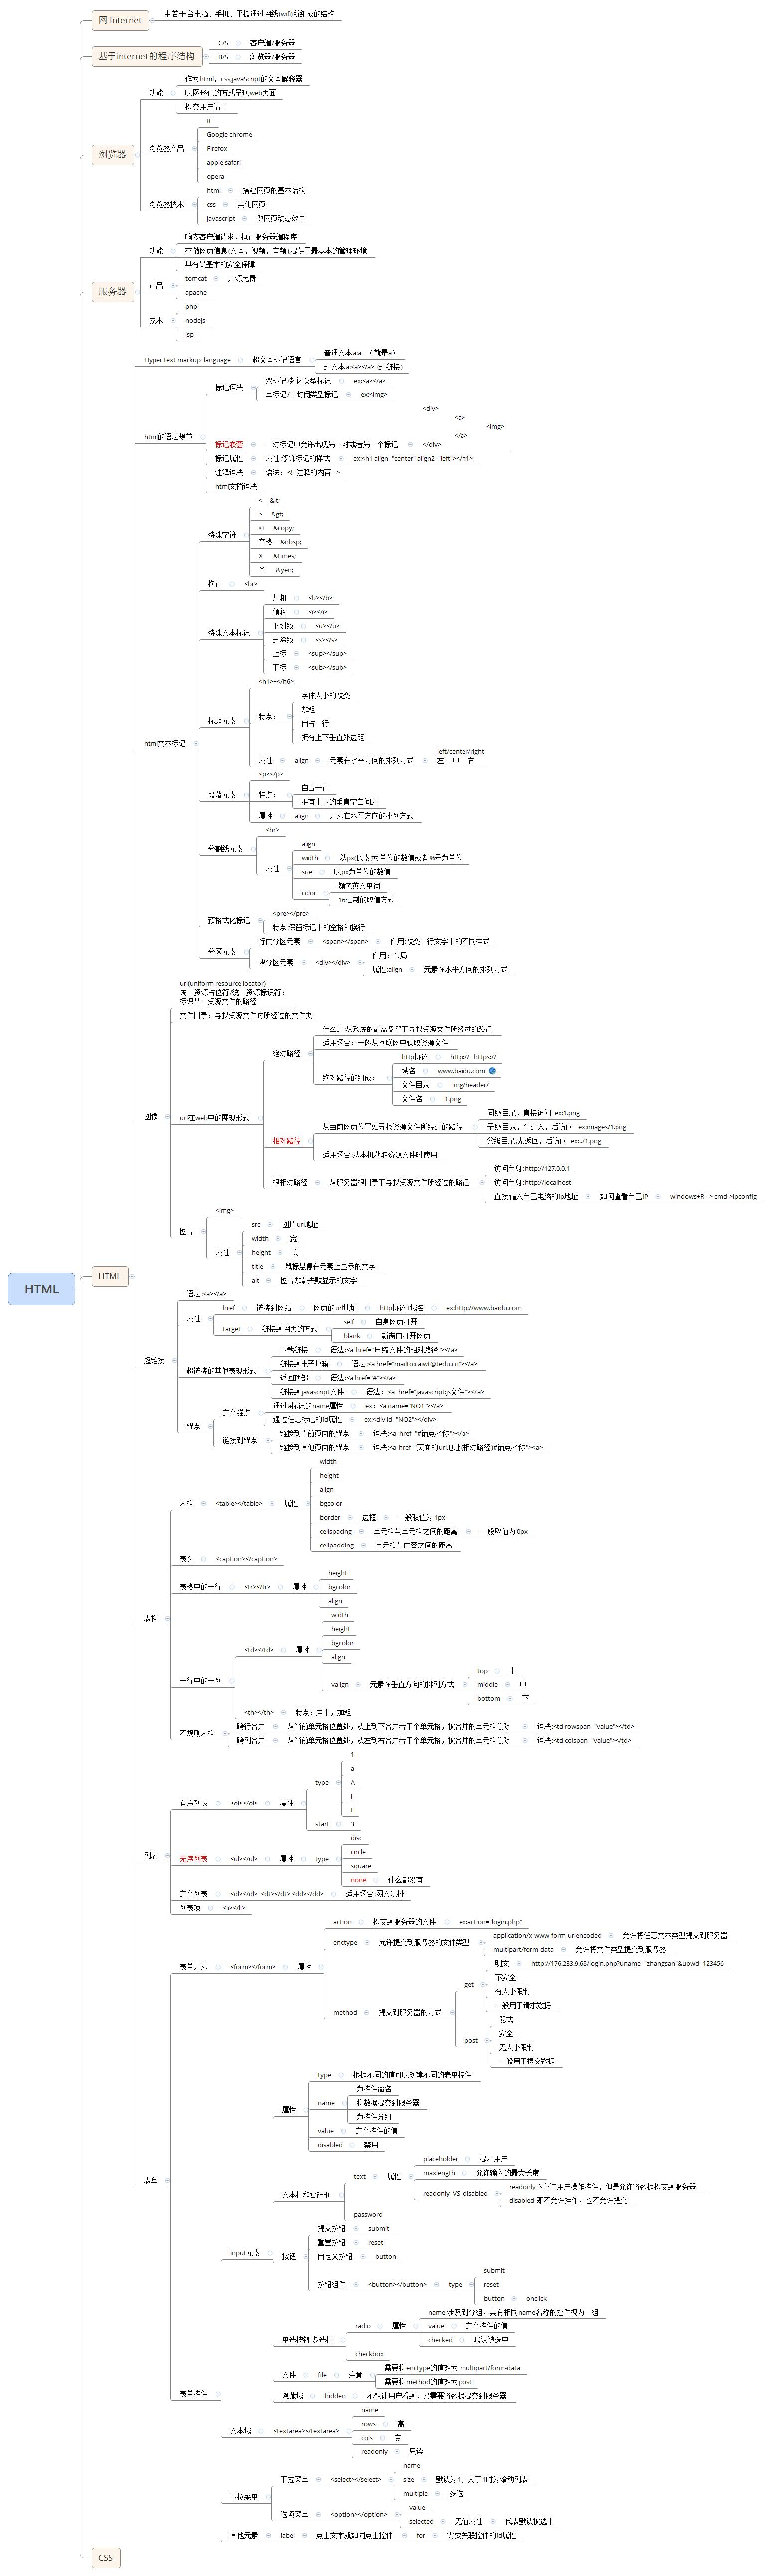 网 Internet
由若干台电脑、手机、平板通过网线(wifi)所组成的结构
基于internet的程序结构
C/S 客户端/服务器
B/S 浏览器/服务器
浏览器
功能
作为html，css,javaScript的文本解释器
以图形化的方式呈现web页面
提交用户请求
浏览器产品
IE
Google chrome
Firefox
apple safari
opera
浏览器技术
html 搭建网页的基本结构
css 美化网页
javascript 做网页动态效果
服务器
功能
响应客户端请求，执行服务器端程序
存储网页信息(文本，视频，音频),提供了最基本的管理环境
具有最基本的安全保障
产品
tomcat 开源免费
apache
技术
php
nodejs
jsp
HTML
HTML
html的语法规范
Hyper text markup language 超文本标记语言
普通文本 a:a （就是a）
超文本 a:<a></a> (超链接)
标记语法
双标记/封闭类型标记 ex:<a></a>
单标记/非封闭类型标记 ex:<img>
标记嵌套 一对标记中允许出现另一对或者另一个标记
<div>
<a>
<img>
</a>
</div>
标记属性 属性:修饰标记的样式 ex:<h1 align="center" align2="left"></h1>
注释语法 语法：<!--注释的内容-->
html文档语法
html文本标记
特殊字符
< &lt;
> &gt;
© &copy;
空格 &nbsp;
X &times;
￥ &yen;
换行 <br>
特殊文本标记
加粗 <b></b>
倾斜 <i></i>
下划线 <u></u>
删除线 <s></s>
上标 <sup></sup>
下标 <sub></sub>
标题元素
<h1>~</h6>
特点：
字体大小的改变
加粗
自占一行
拥有上下垂直外边距
属性 align 元素在水平方向的排列方式
left/center/right
左 中 右
段落元素
<p></p>
特点：
自占一行
拥有上下的垂直空白间距
属性 align 元素在水平方向的排列方式
分割线元素
<hr>
属性
align
width 以px(像素)为单位的数值或者 %号为单位
size 以px为单位的数值
color
颜色英文单词
16进制的取值方式
预格式化标记
<pre></pre>
特点:保留标记中的空格和换行
分区元素
行内分区元素 <span></span> 作用:改变一行文字中的不同样式
块分区元素 <div></div>
作用：布局
属性:align 元素在水平方向的排列方式
图像
url(uniform resource locator)
统一资源占位符/统一资源标识符：
标识某一资源文件的路径
文件目录：寻找资源文件时所经过的文件夹
url在web中的展现形式
绝对路径
什么是:从系统的最高盘符下寻找资源文件所经过的路径
适用场合：一般从互联网中获取资源文件
绝对路径的组成：
http协议 http:// https://
域名 www.baidu.com
文件目录 img/header/
文件名 1.png
相对路径
从当前网页位置处寻找资源文件所经过的路径
同级目录，直接访问 ex:1.png
子级目录，先进入，后访问 ex:images/1.png
父级目录:先返回，后访问 ex:../1.png
适用场合:从本机获取资源文件时使用
根相对路径 从服务器根目录下寻找资源文件所经过的路径
访问自身:http://127.0.0.1
访问自身:http://localhost
直接输入自己电脑的ip地址 如何查看自己IP windows+R -> cmd->ipconfig
图片
<img>
属性
src 图片url地址
width 宽
height 高
title 鼠标悬停在元素上显示的文字
alt 图片加载失败显示的文字
超链接
语法:<a></a>
属性
href 链接到网站 网页的url地址 http协议+域名 ex:http://www.baidu.com
target 链接到网页的方式
_self 自身网页打开
_blank 新窗口打开网页
超链接的其他表现形式
下载链接 语法:<a href="压缩文件的相对路径"></a>
链接到电子邮箱 语法:<a href="mailto:caiwt@tedu.cn"></a>
返回顶部 语法:<a href="#"></a>
链接到javascript文件 语法：<a href="javascript:js文件"></a>
锚点
定义锚点
通过a标记的name属性 ex：<a name="NO1"></a>
通过任意标记的id属性 ex:<div id="NO2"></div>
链接到锚点
链接到当前页面的锚点 语法:<a href="#锚点名称"></a>
链接到其他页面的锚点 语法:<a href="页面的url地址(相对路径)#锚点名称"><a>
表格
表格 <table></table> 属性
width
height
align
bgcolor
border 边框 一般取值为 1px
cellspacing 单元格与单元格之间的距离 一般取值为 0px
cellpadding 单元格与内容之间的距离
表头 <caption></caption>
表格中的一行 <tr></tr> 属性
height
bgcolor
align
一行中的一列
<td></td> 属性
width
height
bgcolor
align
valign 元素在垂直方向的排列方式
top 上
middle 中
bottom 下
<th></th> 特点：居中，加粗
不规则表格
跨行合并 从当前单元格位置处，从上到下合并若干个单元格，被合并的单元格删除 语法:<td rowspan="value"></td>
跨列合并 从当前单元格位置处，从左到右合并若干个单元格，被合并的单元格删除 语法:<td colspan="value"></td>
列表
有序列表 <ol></ol> 属性
type
1
a
A
i
I
start 3
无序列表 <ul></ul> 属性 type
disc
circle
square
none 什么都没有
定义列表 <dl></dl> <dt></dt> <dd></dd> 适用场合:图文混排
列表项 <li></li>
表单
表单元素 <form></form> 属性
action 提交到服务器的文件 ex:action="login.php"
enctype 允许提交到服务器的文件类型
application/x-www-form-urlencoded 允许将任意文本类型提交到服务器
multipart/form-data 允许将文件类型提交到服务器
method 提交到服务器的方式
get
明文 http://176.233.9.68/login.php?uname="zhangsan"&upwd=123456
不安全
有大小限制
一般用于请求数据
post
隐式
安全
无大小限制
一般用于提交数据
表单控件
input元素
属性
type 根据不同的值可以创建不同的表单控件
name
为控件命名
将数据提交到服务器
为控件分组
value 定义控件的值
disabled 禁用
文本框和密码框
text 属性
placeholder 提示用户
maxlength 允许输入的最大长度
readonly VS disabled
readonly不允许用户操作控件，但是允许将数据提交到服务器
disabled 即不允许操作，也不允许提交
password
按钮
提交按钮 submit
重置按钮 reset
自定义按钮 button
按钮组件 <button></button> type
submit
reset
button onclick
单选按钮 多选框
radio 属性
name 涉及到分组，具有相同name名称的控件视为一组
value 定义控件的值
checked 默认被选中
checkbox
文件 file 注意
需要将enctype的值改为 multipart/form-data
需要将method的值改为post
隐藏域 hidden 不想让用户看到，又需要将数据提交到服务器
文本域 <textarea></textarea>
name
rows 高
cols 宽
readonly 只读
下拉菜单
下拉菜单 <select></select>
name
size 默认为1，大于1时为滚动列表
multiple 多选
选项菜单 <option></option>
value
selected 无值属性 代表默认被选中
其他元素 label 点击文本就如同点击控件 for 需要关联控件的id属性
CSS